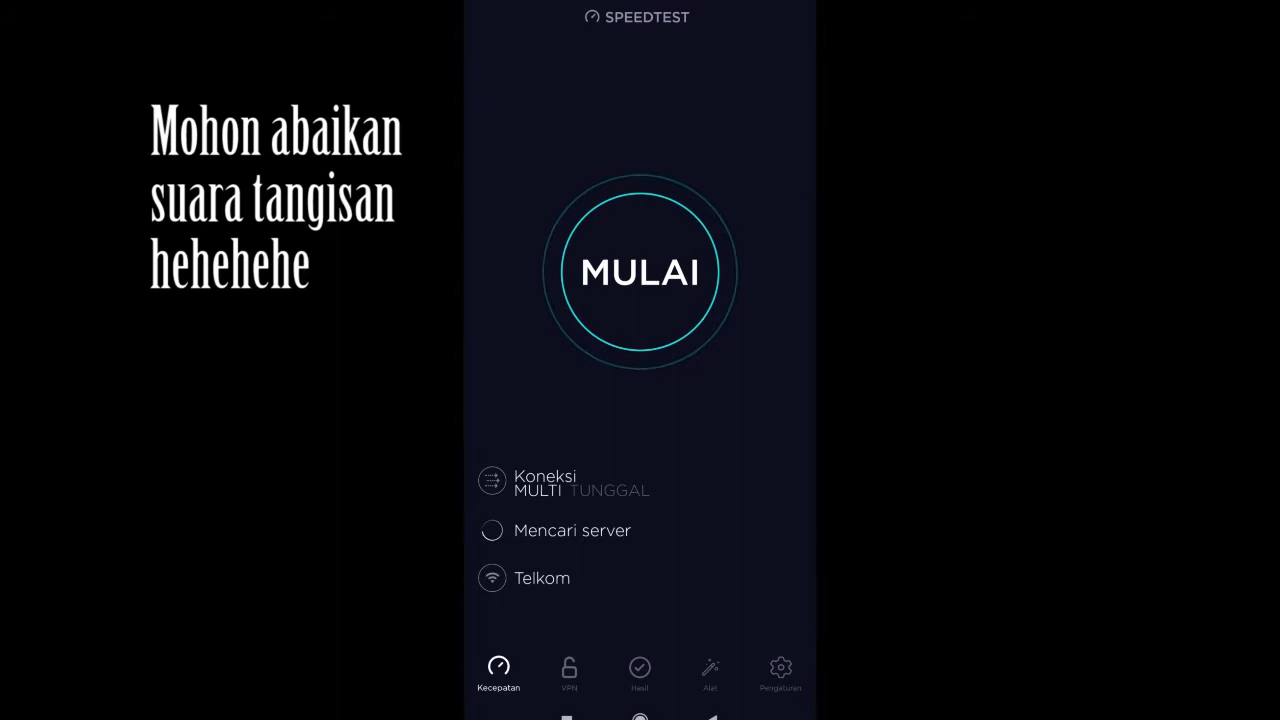 SPEEDTEST
Mohon abaikan
suara tangisan
hehehehe
MULAI
Koneksi
MULTI TUNGGAL
Mencari server
Telkom
Kecepatan VPN Hasil Alat Pengaturan